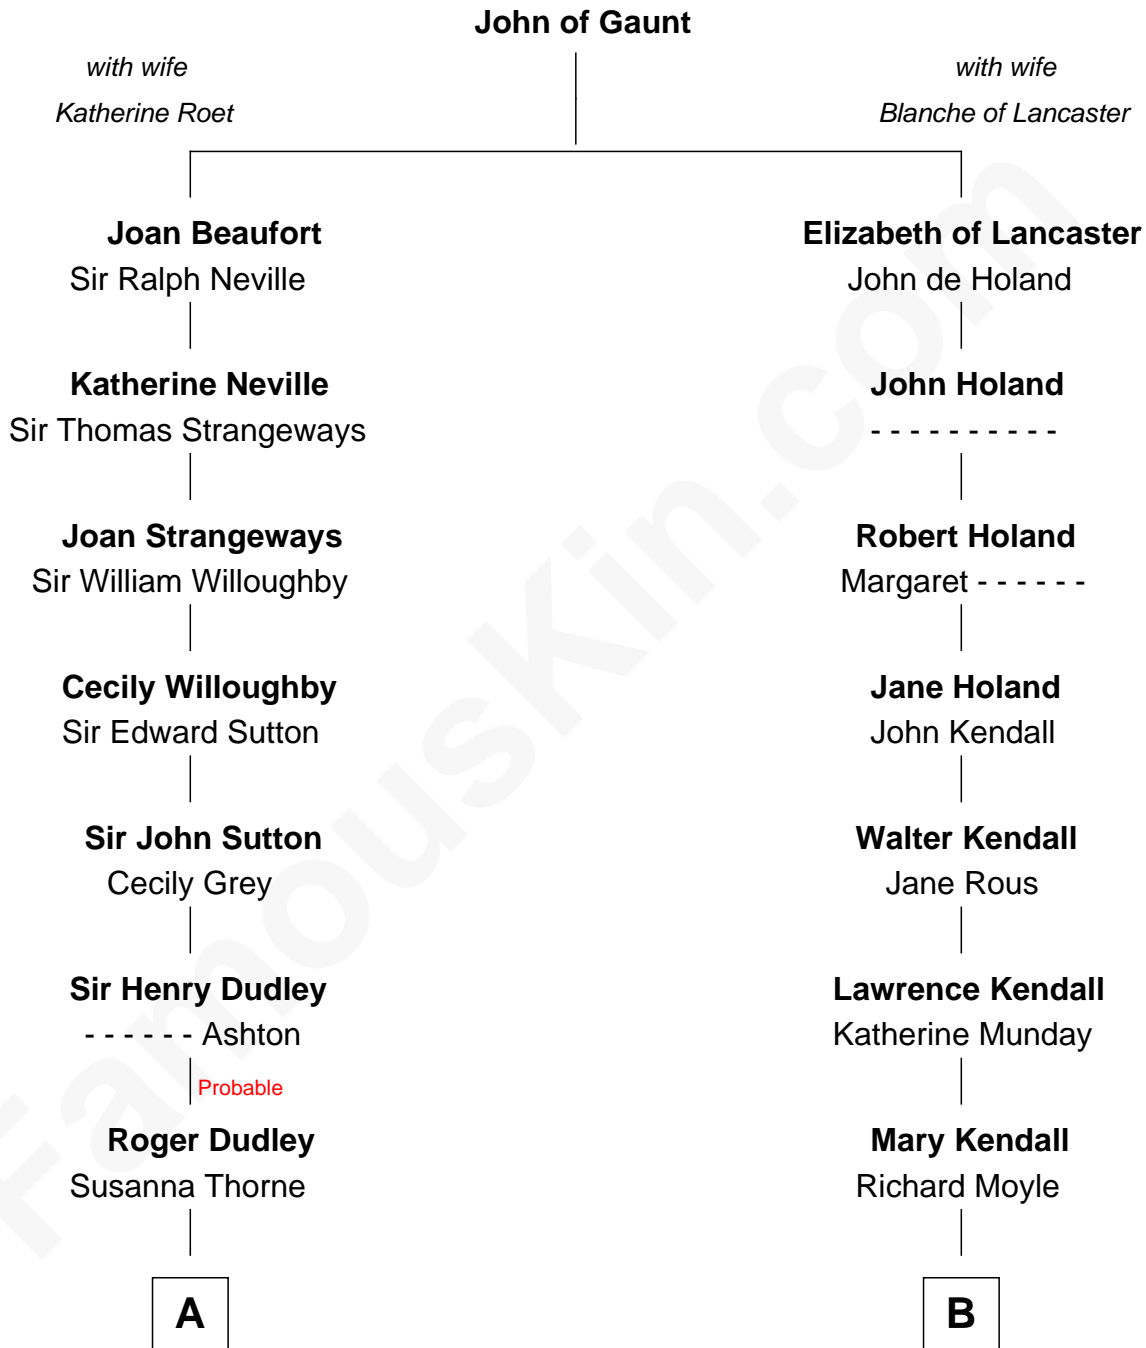 John of Gaunt
with wife
Katherine Roet
with wife
Blanche of Lancaster
Joan Beaufort
Sir Ralph Neville
Elizabeth of Lancaster
John de Holand
Katherine Neville
Sir Thomas Strangeways
John Holand
- - - - - - - - - -
Joan Strangeways
Sir William Willoughby
Robert Holand
Margaret - - - - - -
Cecily Willoughby
Sir Edward Sutton
Jane Holand
John Kendall
Sir John Sutton
Cecily Grey
Walter Kendall
Jane Rous
Sir Henry Dudley
- - - - - - Ashton
Lawrence Kendall
Katherine Munday
Probable
Roger Dudley
Susanna Thorne
Mary Kendall
Richard Moyle
A
B
FamousKin.com